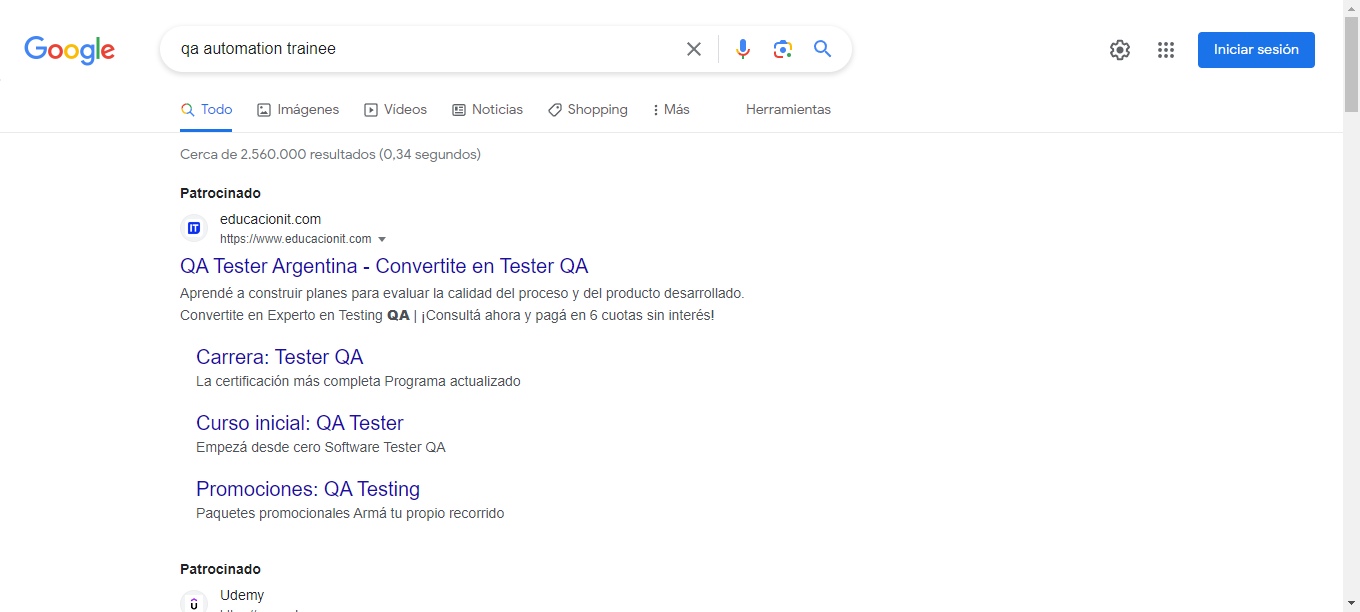 Google
qa automation trainee
Iniciar sesión
Todo
Imágenes
Vídeos
Noticias
Shopping
Más
Herramientas
Cerca de 2.560.000 resultados (0,34 segundos)
Patrocinado
IT
educacionit.com
https://www.educacionit.com
QA Tester Argentina - Convertite en Tester QA
Aprendé a construir planes para evaluar la calidad del proceso y del producto desarrollado.
Convertite en Experto en Testing QA | ¡Consultá ahora y pagá en 6 cuotas sin interés!
Carrera: Tester QA
La certificación más completa Programa actualizado
Curso inicial: QA Tester
Empezá desde cero Software Tester QA
Promociones: QA Testing
Paquetes promocionales Armá tu propio recorrido
Patrocinado
Udemy